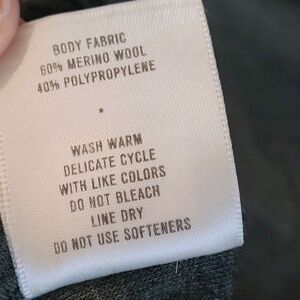 BODY FABRIC
60% MERINO WOOL
40% POLYPROPYLENE
WASH WARM
DELICATE CYCLE
WITH LIKE COLORS
DO NOT BLEACH
LINE DRY
DO NOT USE SOFTENERS